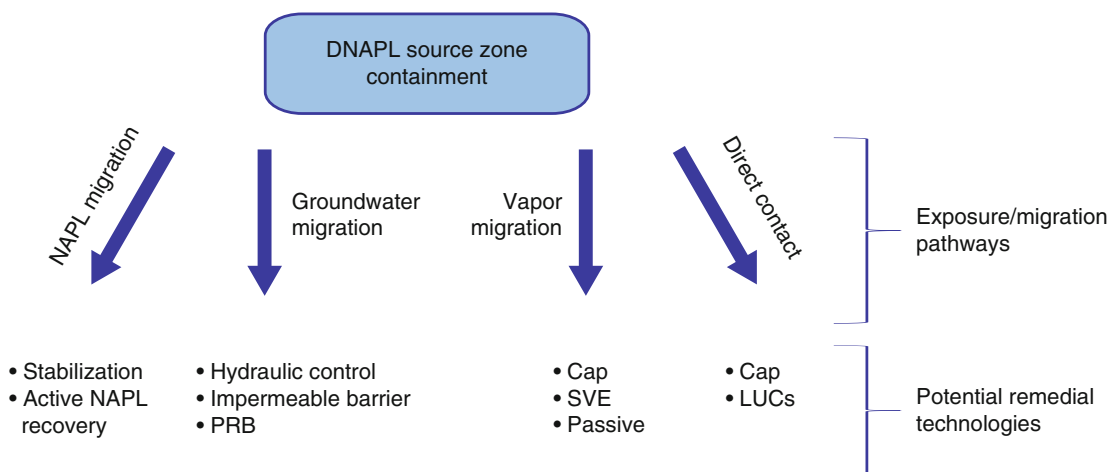 DNAPL source zone
containment
NAPL migration
Groundwater
migration
Vapor
migration
Direct contact
Exposure/migration
pathways
• Stabilization
• Active NAPL
recovery
• Hydraulic control
• Impermeable barrier
• PRB
• Cap
• SVE
• Passive
• Cap
• LUCs
Potential remedial
technologies